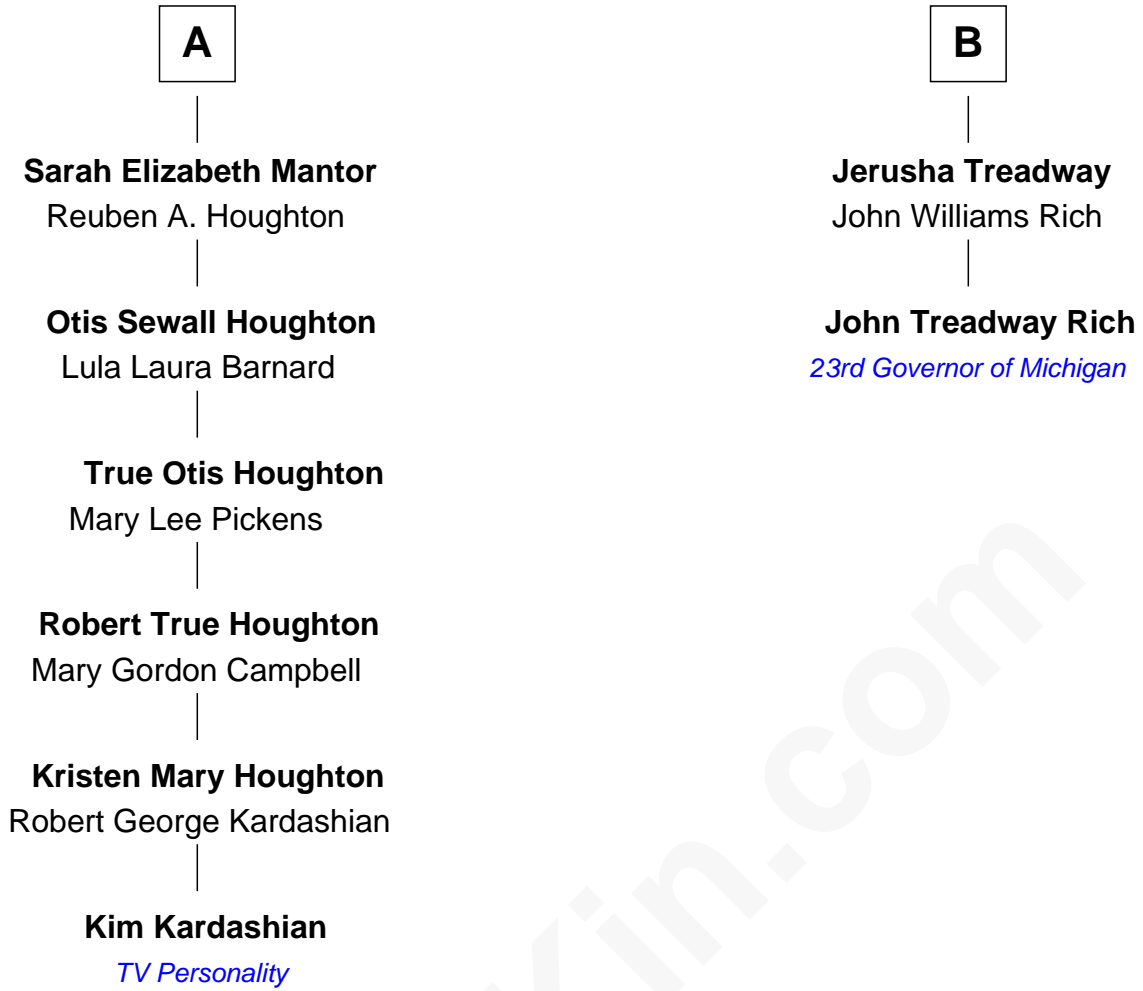 A
Sarah Elizabeth Mantor
Reuben A. Houghton
Otis Sewall Houghton
Lula Laura Barnard
True Otis Houghton
Mary Lee Pickens
Robert True Houghton
Mary Gordon Campbell
Kristen Mary Houghton
Robert George Kardashian
Kim Kardashian
TV Personality
B
Jerusha Treadway
John Williams Rich
John Treadway Rich
23rd Governor of Michigan